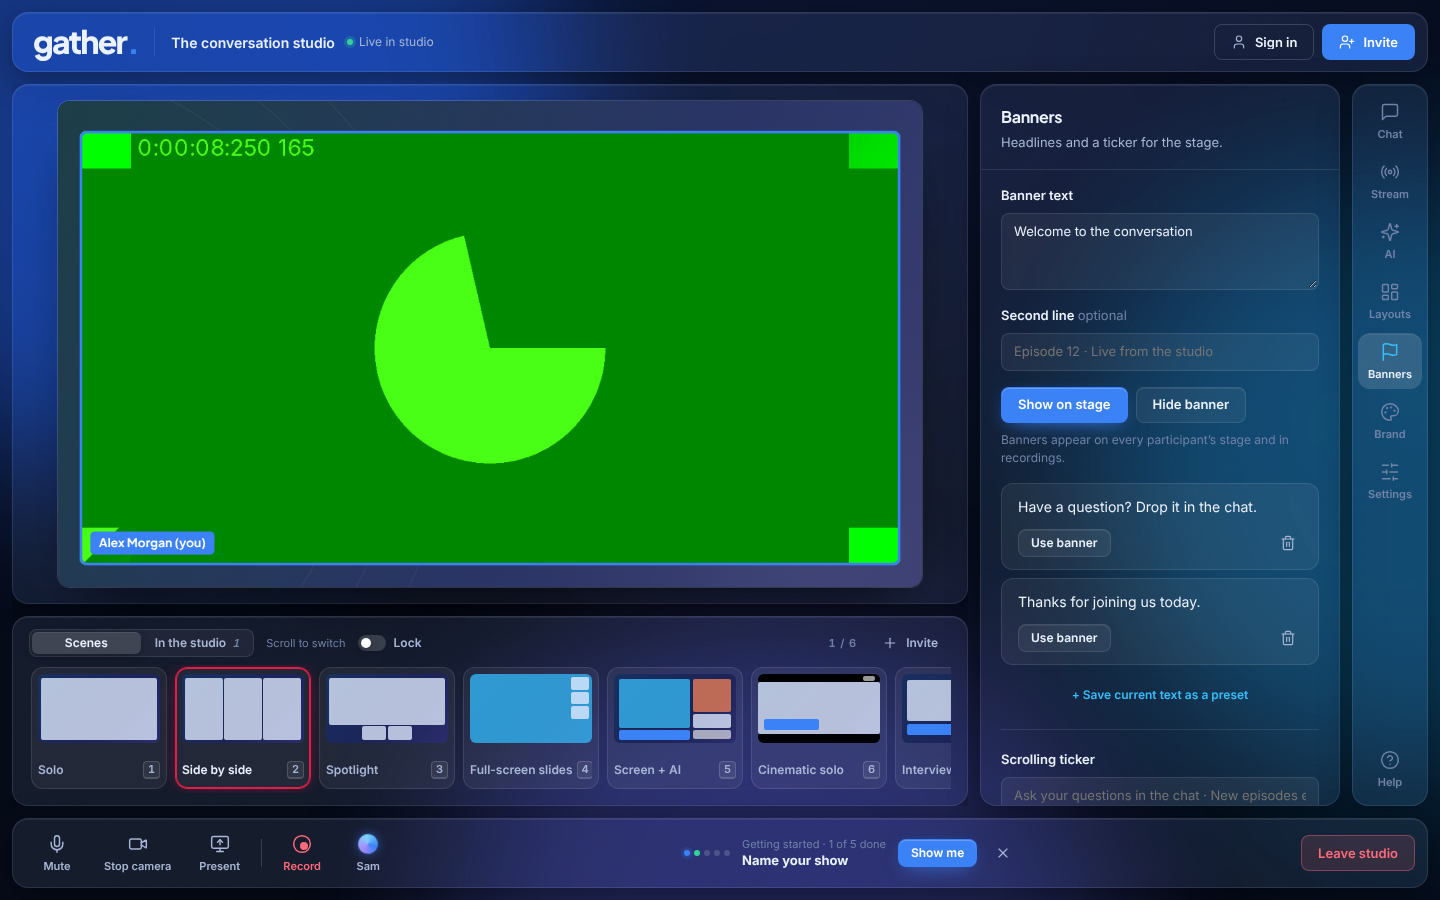 gather.
The conversation studio
Live in studio
Sign in
Invite
0:00:08:250 165
Alex Morgan (you)
Banners
Headlines and a ticker for the stage.
Banner text
Welcome to the conversation
Second line optional
Episode 12 · Live from the studio
Show on stage
Hide banner
Banners appear on every participant's stage and in
recordings.
Have a question? Drop it in the chat.
Use banner
Thanks for joining us today.
Use banner
+ Save current text as a preset
Scrolling ticker
Ask your questions in the chat · New episodes
Chat
Stream
AI
Layouts
Banners
Brand
Settings
Help
Scenes
In the studio 1
Scroll to switch
Lock
1 / 6
Invite
Solo 1
Side by side 2
Spotlight 3
Full-screen slides 4
Screen + AI 5
Cinematic solo 6
Interview
Mute
Stop camera
Present
Record
Sam
Getting started · 1 of 5 done
Name your show
Show me
Leave studio